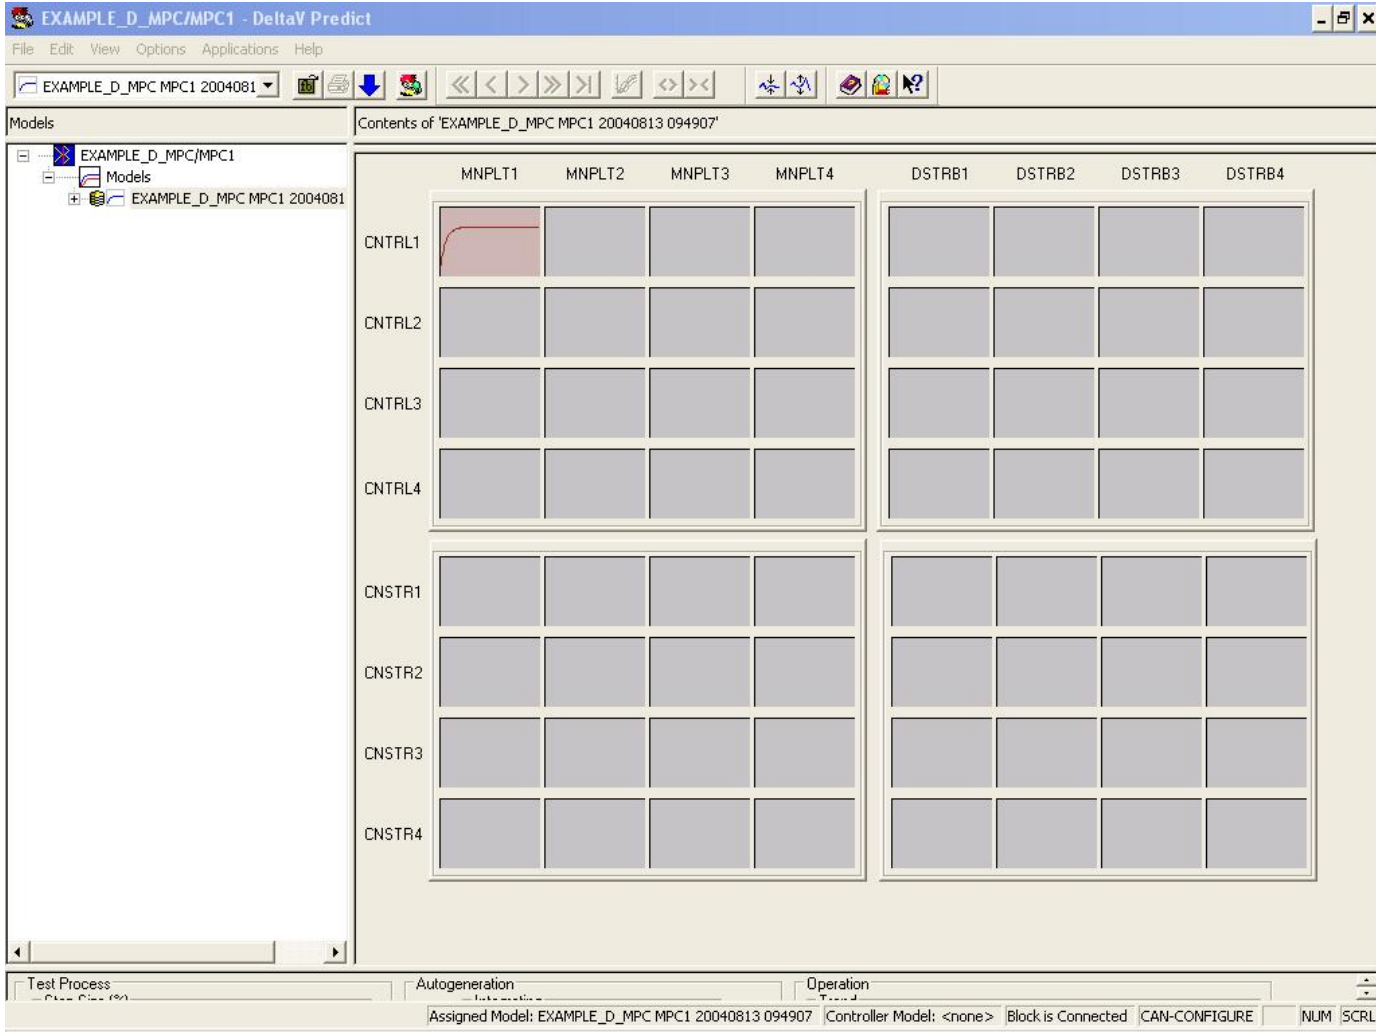 EXAMPLE_D_MPC/MPC1 - DeltaV Predict
File Edit View Options Applications Help
EXAMPLE_D_MPC MPC1 2004081
Models
Contents of 'EXAMPLE_D_MPC MPC1 20040813 094907'
EXAMPLE_D_MPC/MPC1
Models
EXAMPLE_D_MPC MPC1 2004081
MNPLT1 MNPLT2 MNPLT3 MNPLT4 DSTRB1 DSTRB2 DSTRB3 DSTRB4
CNTRL1
CNTRL2
CNTRL3
CNTRL4
CNSTR1
CNSTR2
CNSTR3
CNSTR4
Test Process Autogeneration Operation
Assigned Model: EXAMPLE_D_MPC MPC1 20040813 094907 Controller Model: <none> Block is Connected CAN-CONFIGURE NUM SCRL